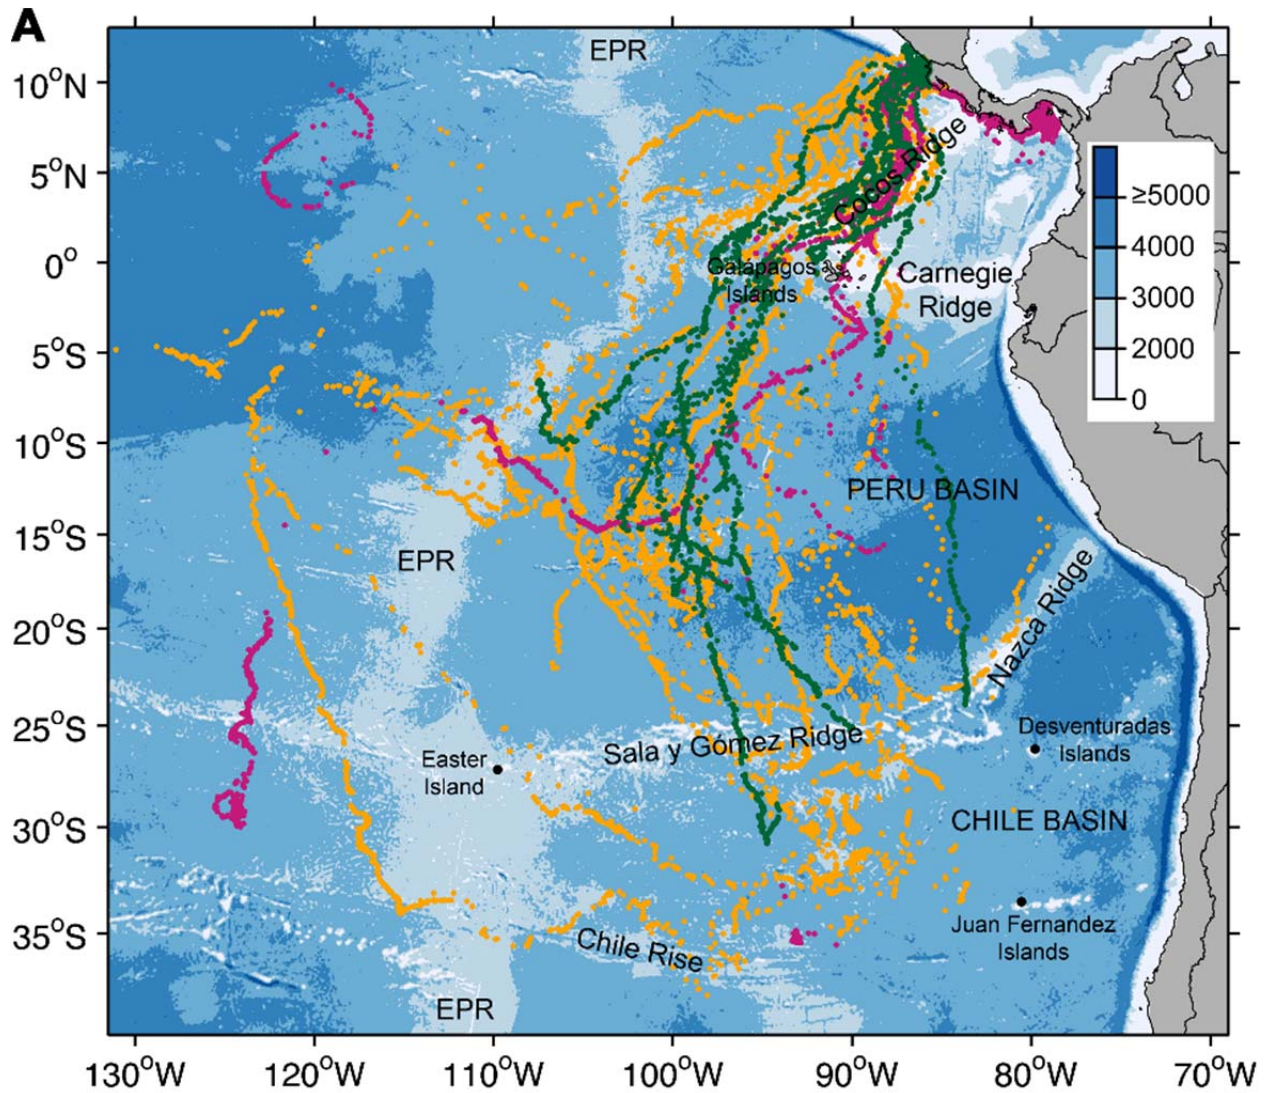 A
EPR
10°N
5°N
0°
5°S
10°S
15°S
20°S
25°S
30°S
35°S
Cocos Ridge
Galápagos
Islands
Carnegie
Ridge
≥5000
4000
3000
2000
0
PERU BASIN
EPR
Nazca Ridge
Sala y Gómez Ridge
Desventuradas
Islands
Easter
Island
CHILE BASIN
Juan Fernandez
Islands
Chile Rise
EPR
130°W
120°W
110°W
100°W
90°W
80°W
70°W